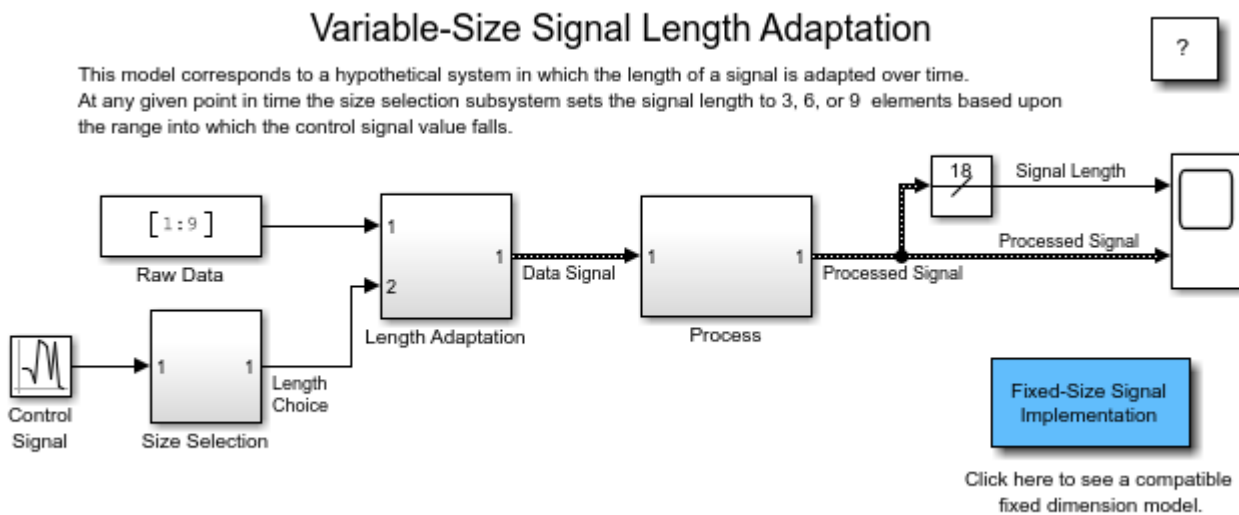 Variable-Size Signal Length Adaptation
?
This model corresponds to a hypothetical system in which the length of a signal is adapted over time.
At any given point in time the size selection subsystem sets the signal length to 3, 6, or 9 elements based upon
the range into which the control signal value falls.
18
Signal Length
[1:9]
Raw Data
1
2
1
Length Adaptation
Data Signal
1
1
Process
Processed Signal
Processed Signal
Control
Signal
1
1
Size Selection
Length
Choice
Fixed-Size Signal
Implementation
Click here to see a compatible
fixed dimension model.